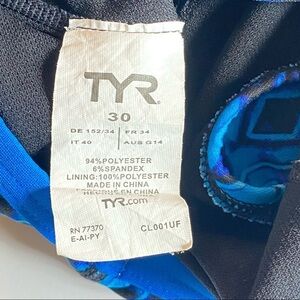 TYR
30
DE 152/34 FR 34
IT 40 AUS G14
94%POLYESTER
6%SPANDEX
LINING:100%POLYESTER
MADE IN CHINA
TYR.com
RN 77370 CL001UF
E-AI-PY